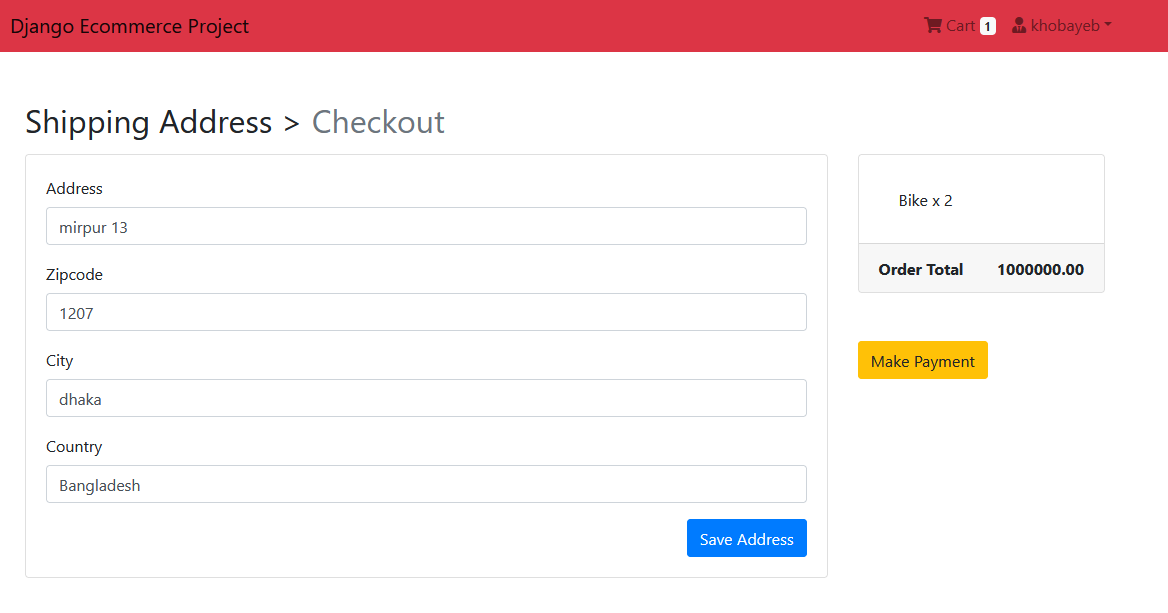 Django Ecommerce Project
Cart 1 khobayeb
Shipping Address > Checkout
Address
mirpur 13
Zipcode
1207
City
dhaka
Country
Bangladesh
Save Address
Bike x 2
Order Total 1000000.00
Make Payment